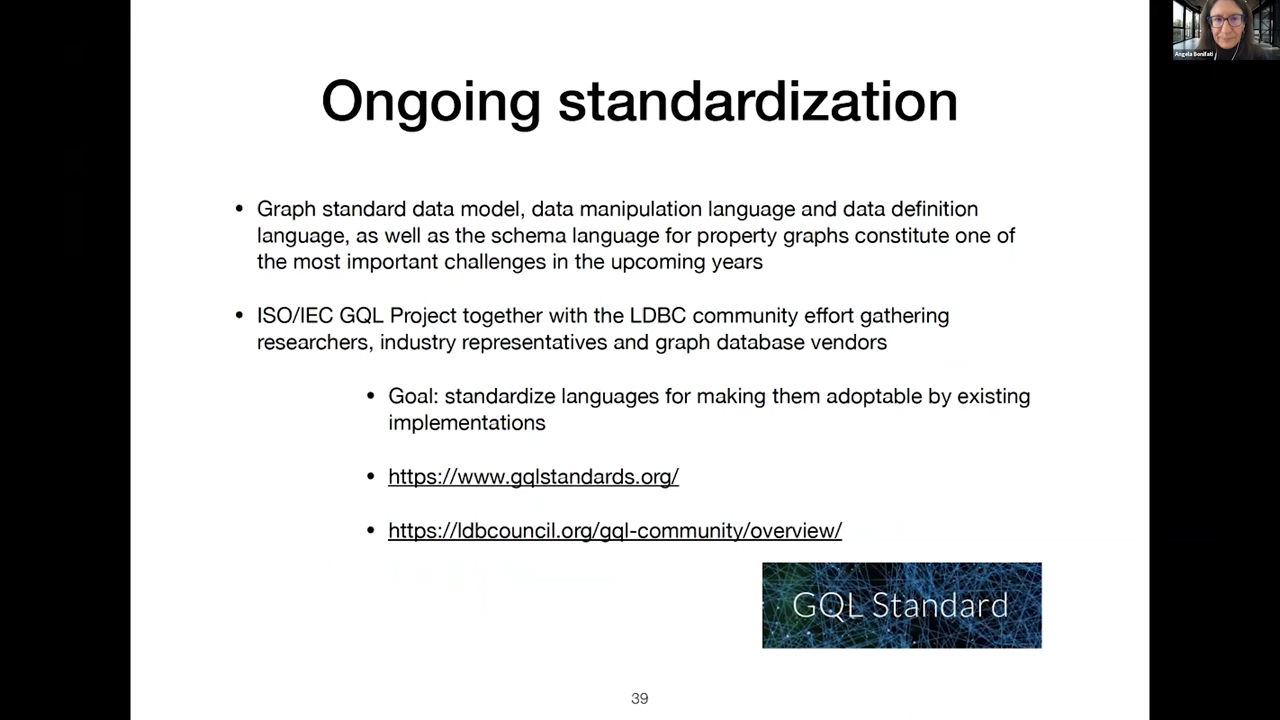 Angela Bonifati
Ongoing standardization
• Graph standard data model, data manipulation language and data definition
language, as well as the schema language for property graphs constitute one of
the most important challenges in the upcoming years
• ISO/IEC GQL Project together with the LDBC community effort gathering
researchers, industry representatives and graph database vendors
• Goal: standardize languages for making them adoptable by existing
implementations
• https://www.gqlstandards.org/
• https://ldbcouncil.org/gql-community/overview/
GQL Standard
39